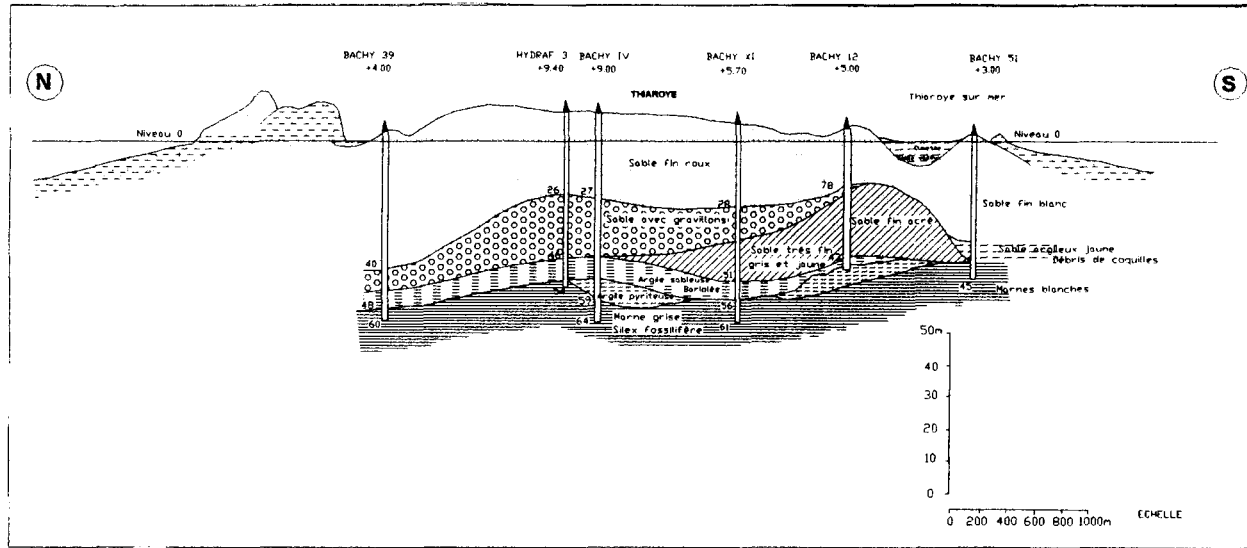 BACHY 39
+4.00
HYDRAF 3
+9.40
BACHY IV
+9.00
BACHY XI
+5.70
BACHY 12
+5.00
BACHY 51
+3.00
N
S
THIAROYE
Thiaroye sur mer
Niveau 0
Niveau 0
Sable fin roux
26
27
28
78
Sable avec gravillons
Sable fin acré
Sable fin blanc
Sable très fin
gris et jaune
Sable argileux jaune
Débris de coquilles
40
46
51
Argile sableuse
Bariolée
Argile pyriteuse
45
Marnes blanches
48
59
56
60
64
61
Marne grise
Silex fossilifère
50m
40
30
20
10
0
0 200 400 600 800 1000m
ECHELLE